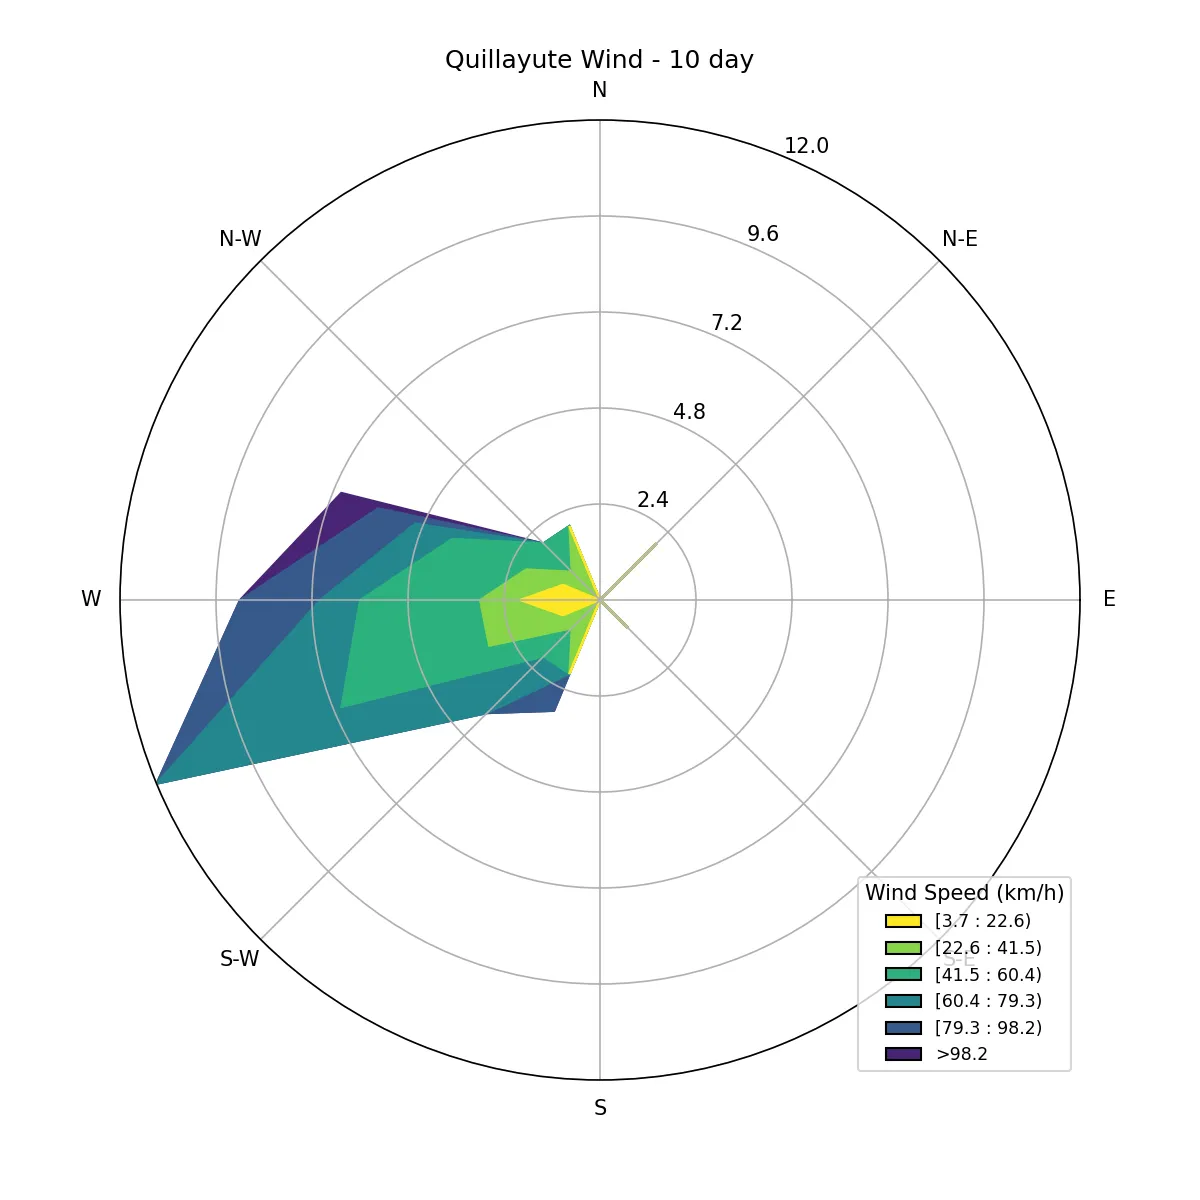 Quillayute Wind - 10 day
N
12.0
N-W
9.6
N-E
7.2
4.8
2.4
W
E
S-W
S-E
S
Wind Speed (km/h)
[3.7 : 22.6)
[22.6 : 41.5)
[41.5 : 60.4)
[60.4 : 79.3)
[79.3 : 98.2)
>98.2